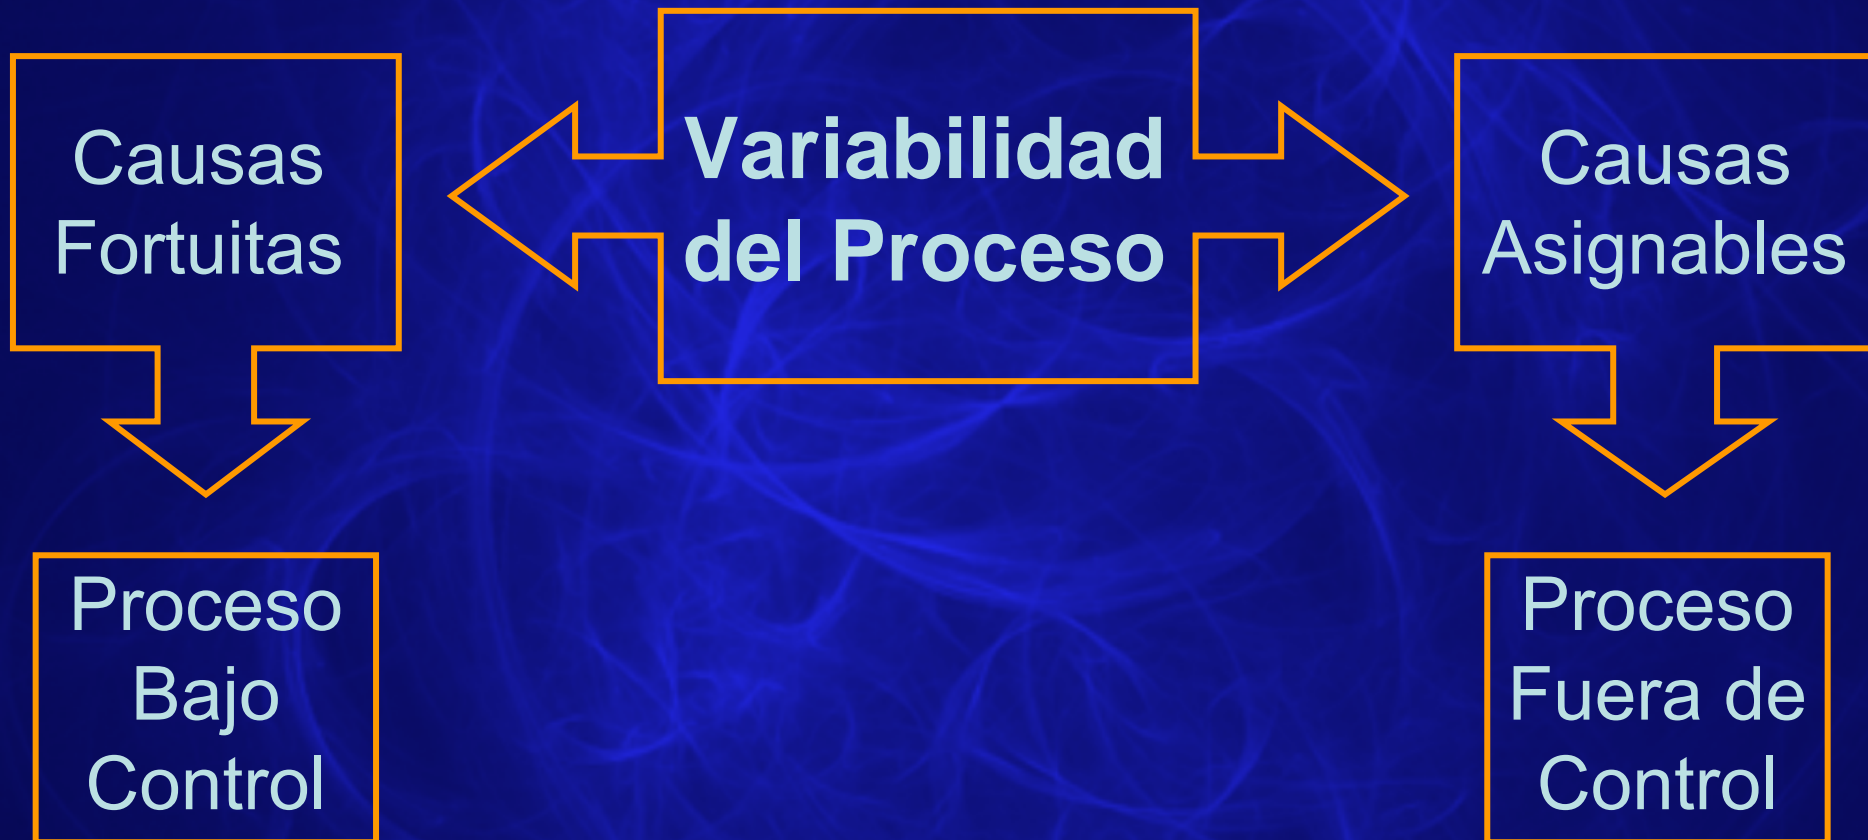 Causas
Fortuitas
Variabilidad
del Proceso
Causas
Asignables
Proceso
Bajo
Control
Proceso
Fuera de
Control